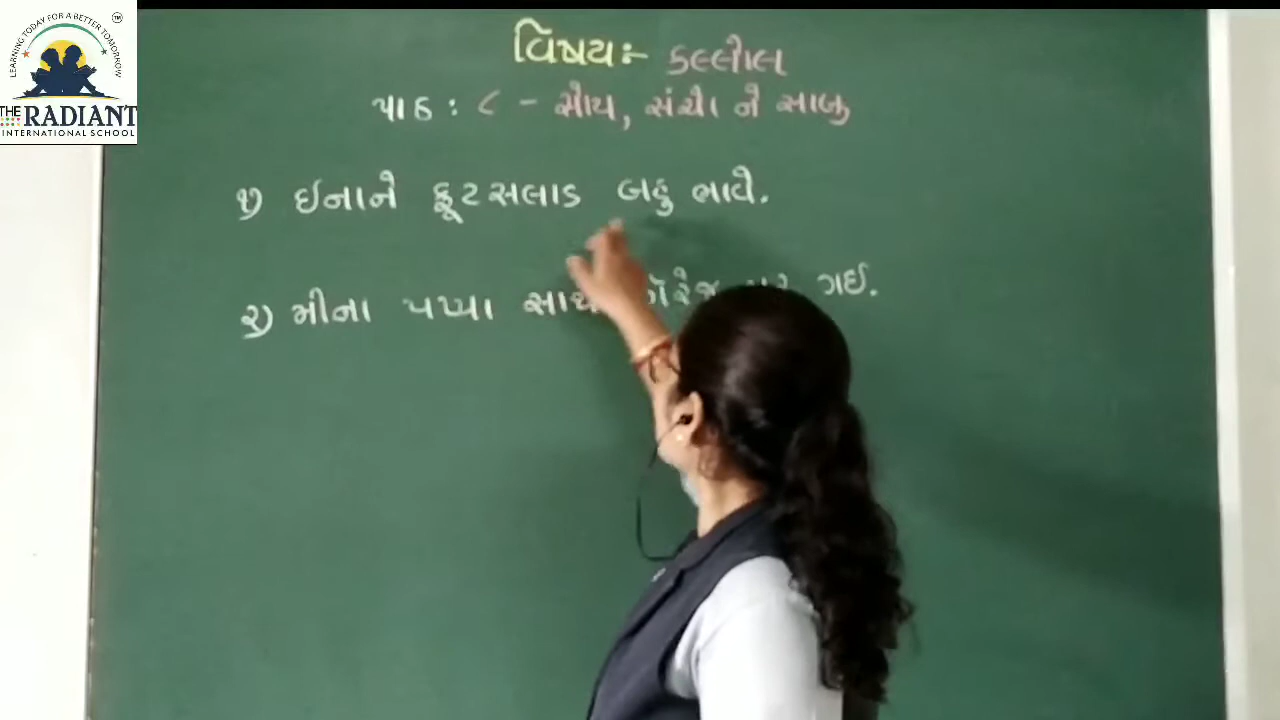 LEARNING TODAY FOR A BETTER TOMORROW
TM
THE RADIANT
INTERNATIONAL SCHOOL
વિષય:- કલ્લોલ
પાઠ : ૮ - સોય, સંચો ને સાબુ
૧) ઈનાને ફ્રૂટસલાડ બહુ ભાવે.
૨) મીના પપ્પા ગઈ.